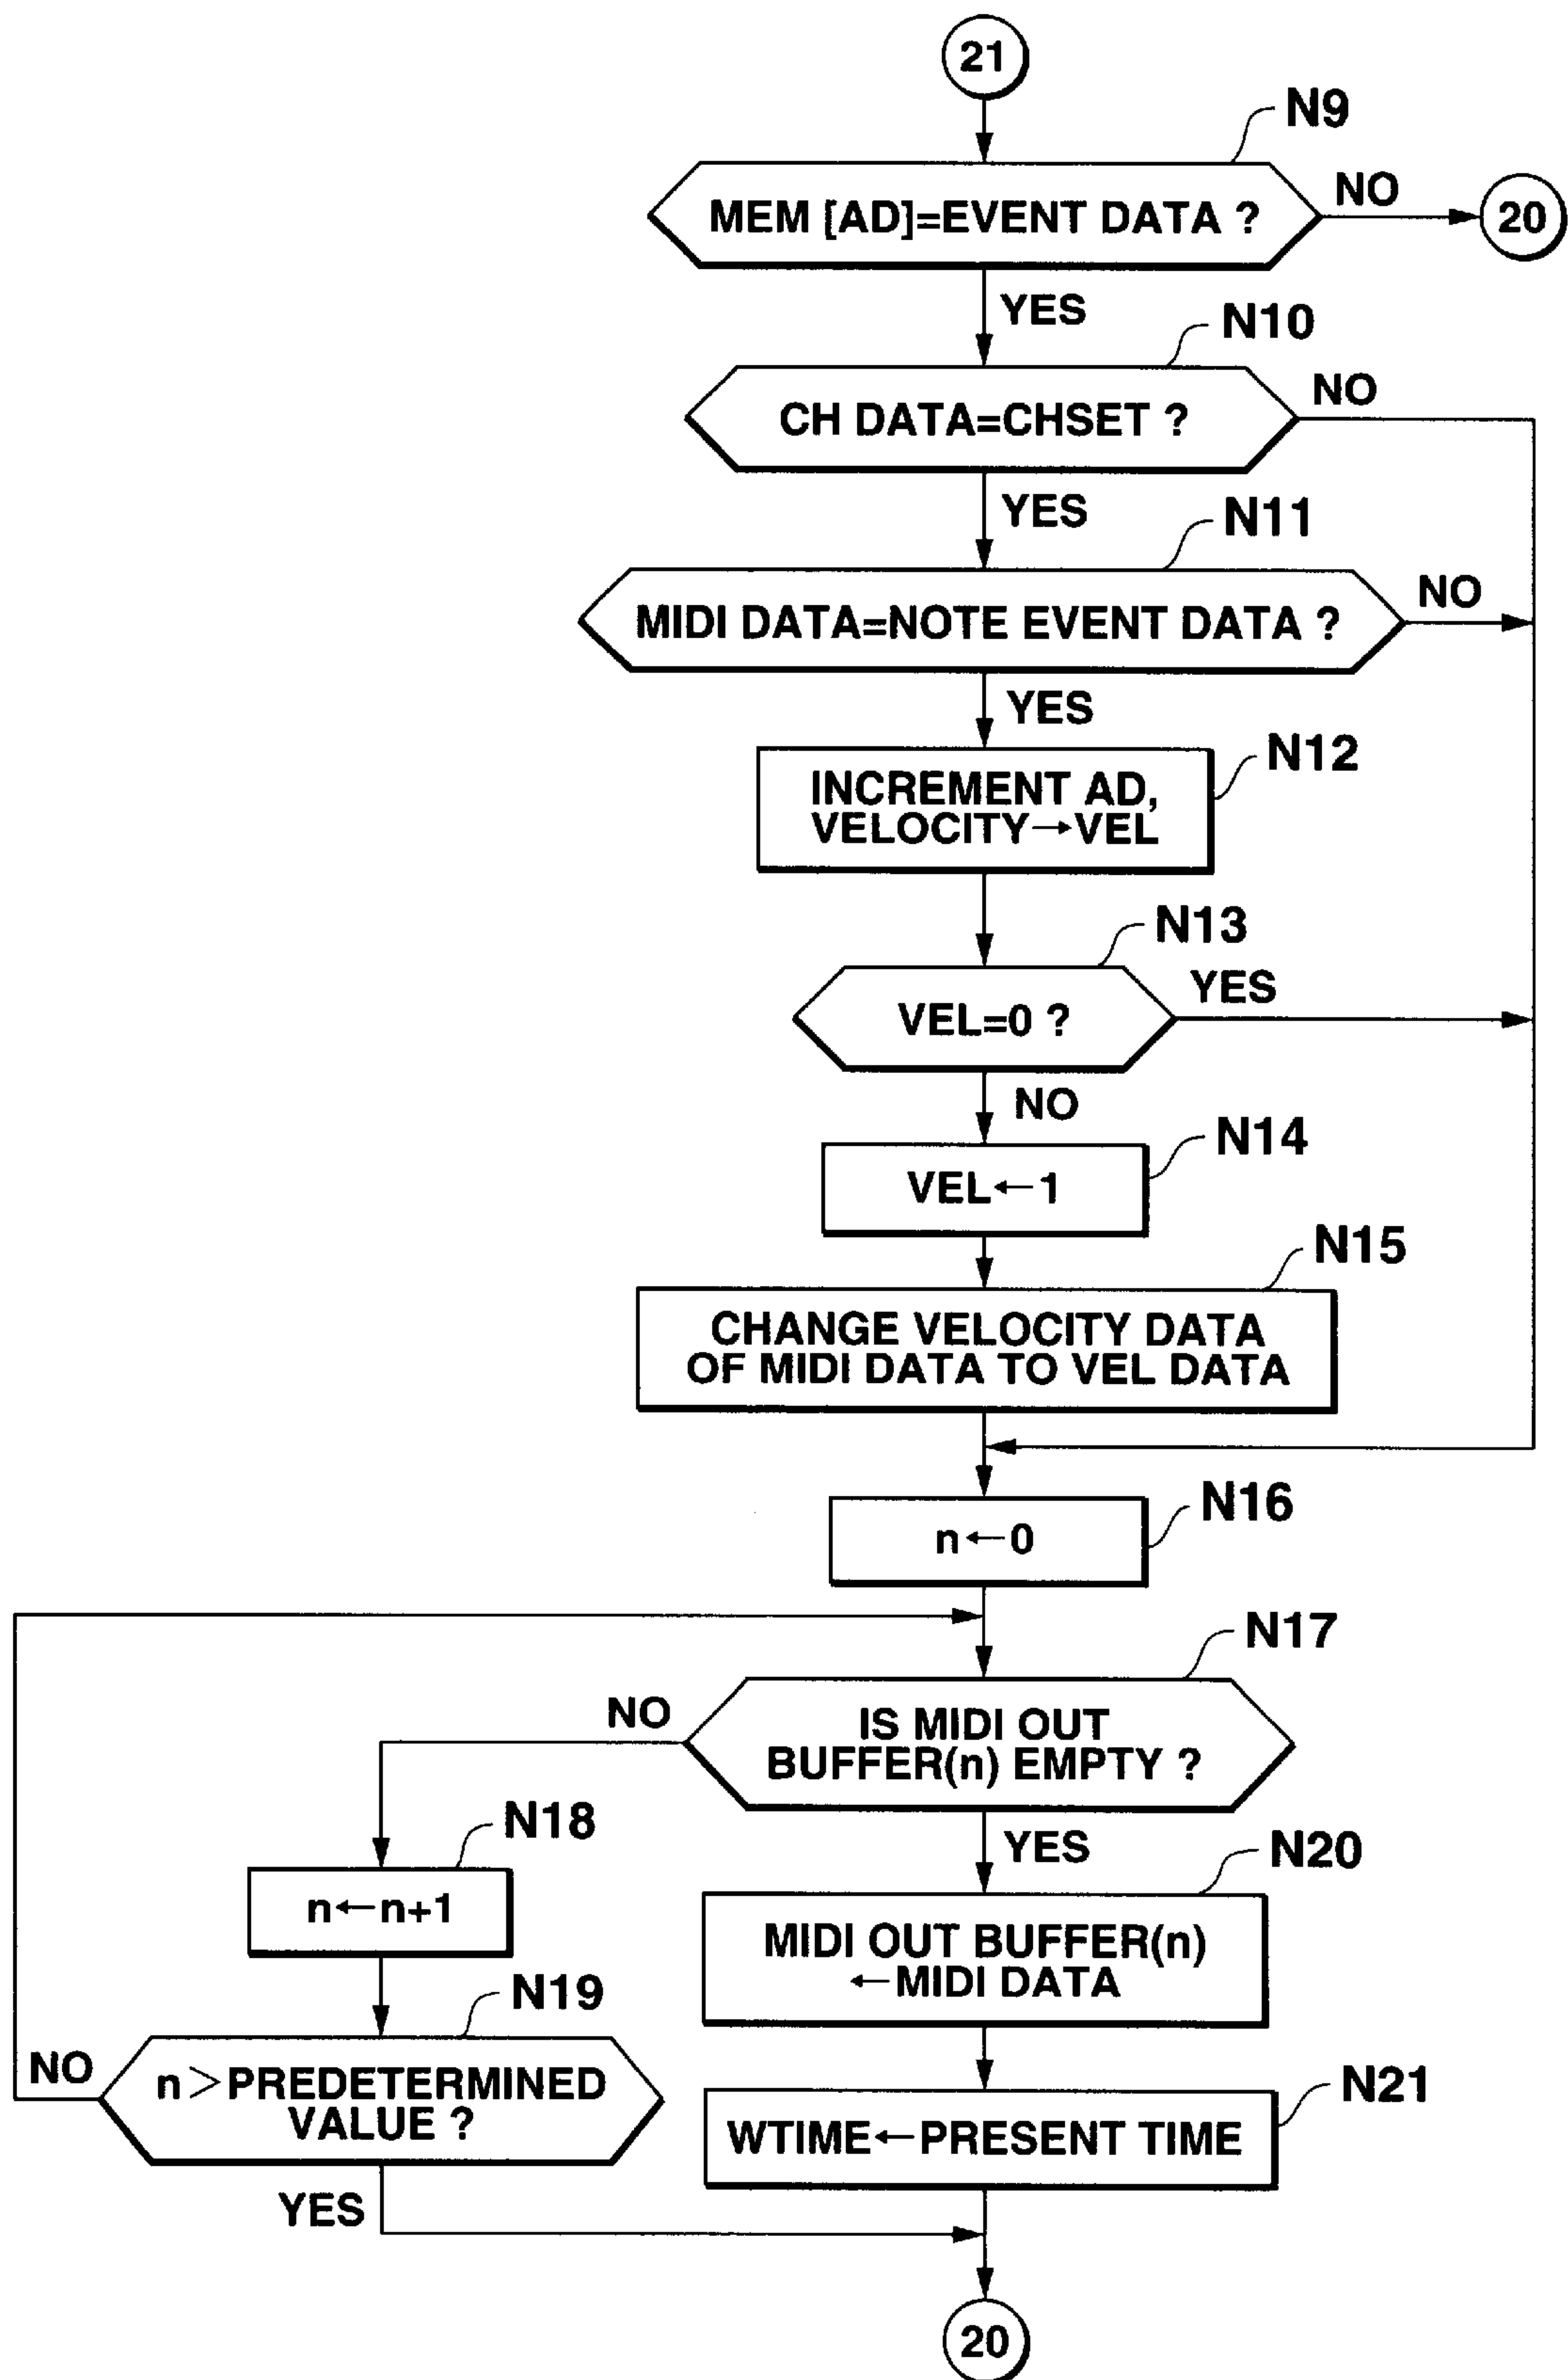 21
N9
MEM [AD]=EVENT DATA ?
NO
20
YES
N10
CH DATA=CHSET ?
NO
YES
N11
MIDI DATA=NOTE EVENT DATA ?
NO
YES
N12
INCREMENT AD,
VELOCITY→VEL
N13
VEL=0 ?
YES
NO
N14
VEL←1
N15
CHANGE VELOCITY DATA
OF MIDI DATA TO VEL DATA
N16
n←0
N17
IS MIDI OUT
BUFFER(n) EMPTY ?
NO
YES
N18
n←n+1
N19
n>PREDETERMINED
VALUE ?
NO
YES
N20
MIDI OUT BUFFER(n)
←MIDI DATA
N21
WTIME←PRESENT TIME
20